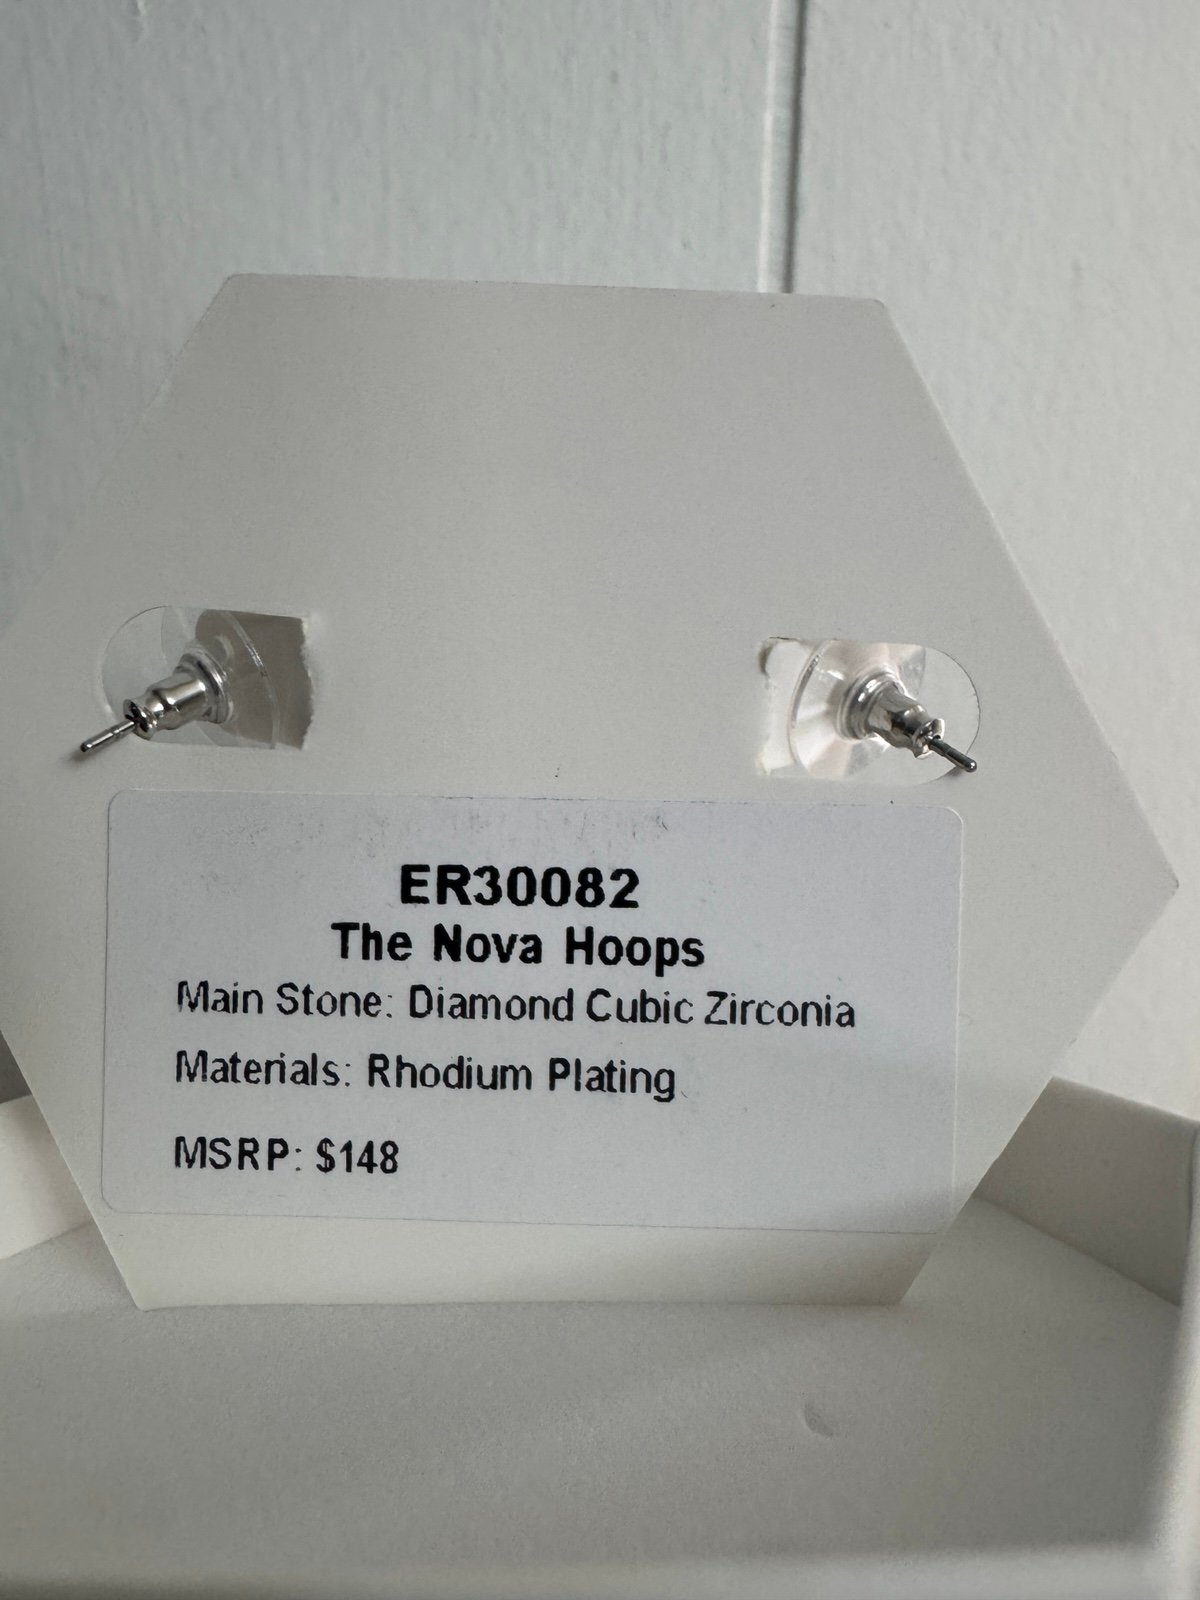 ER30082
The Nova Hoops
Main Stone: Diamond Cubic Zirconia
Materials: Rhodium Plating
MSRP: $148